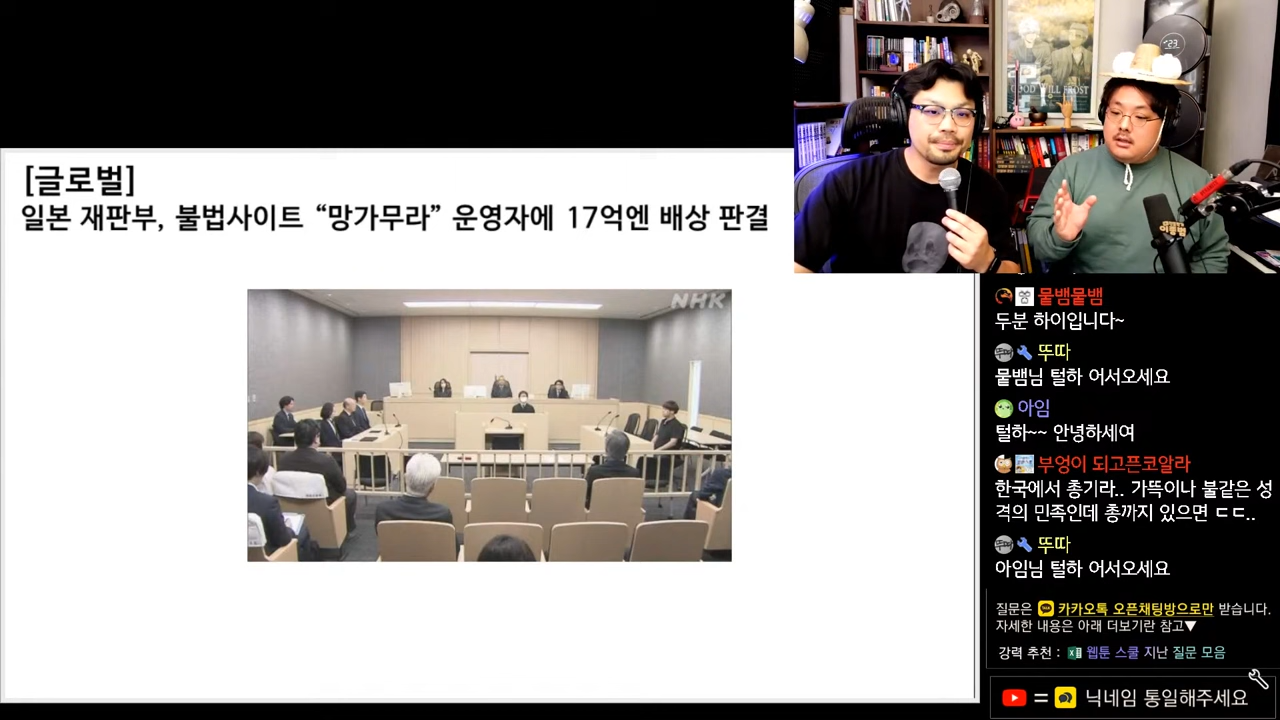 [글로벌]
일본 재판부, 불법사이트 “망가무라” 운영자에 17억엔 배상 판결
NHK
'23
GOOD WILL FROST
뭍뱀뭍뱀
두분 하이입니다~
뚜따
뭍뱀님 털하 어서오세요
아임
털하~~ 안녕하세여
부엉이 되고픈코알라
한국에서 총기라.. 가뜩이나 불같은 성
격의 민족인데 총까지 있으면 ㄷㄷ..
뚜따
아임님 털하 어서오세요
질문은 카카오톡 오픈채팅방으로만 받습니다.
자세한 내용은 아래 더보기란 참고▼
강력 추천 : 웹툰 스쿨 지난 질문 모음
= 닉네임 통일해주세요